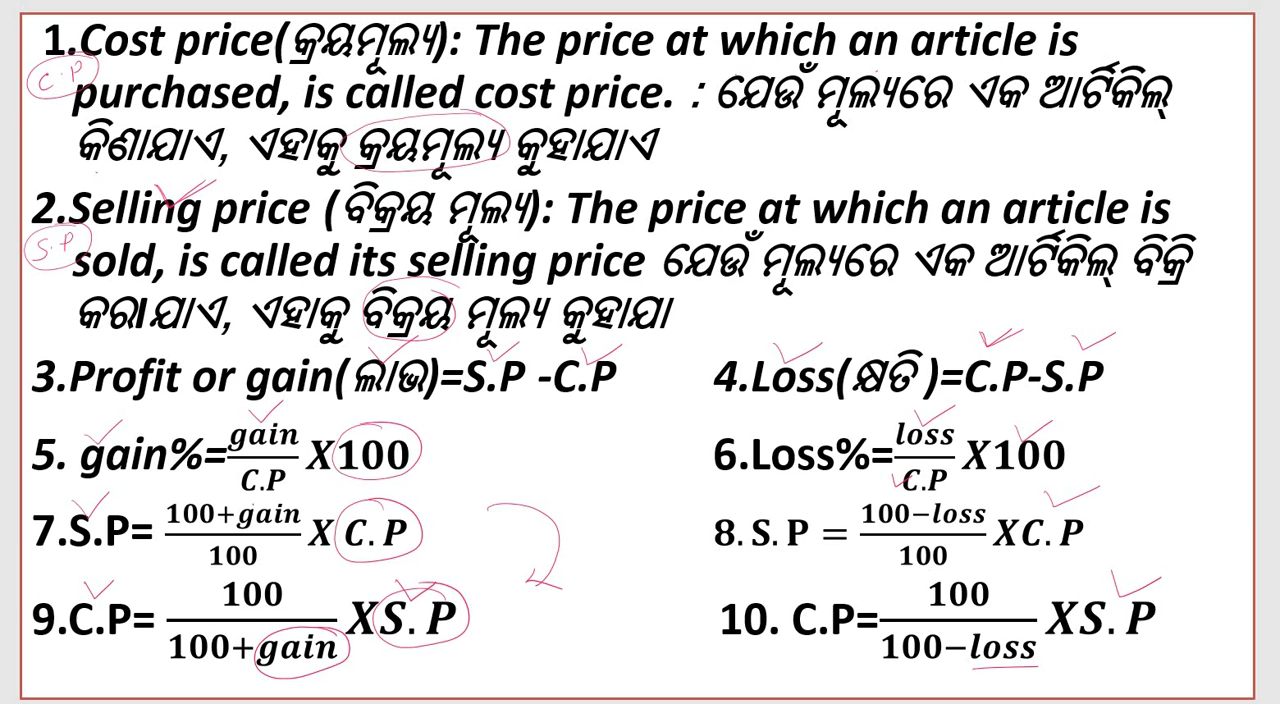 1.Cost price(କ୍ରୟମୂଲ୍ୟ): The price at which an article is
C.P
purchased, is called cost price. : ଯେଉଁ ମୂଲ୍ୟରେ ଏକ ଆର୍ଟିକିଲ୍
କିଣାଯାଏ, ଏହାକୁ କ୍ରୟମୂଲ୍ୟ କୁହାଯାଏ
2.Selling price (ବିକ୍ରୟ ମୂଲ୍ୟ): The price at which an article is
S.P
sold, is called its selling price ଯେଉଁ ମୂଲ୍ୟରେ ଏକ ଆର୍ଟିକିଲ୍ ବିକ୍ରି
କରାଯାଏ, ଏହାକୁ ବିକ୍ରୟ ମୂଲ୍ୟ କୁହାଯା
3.Profit or gain(ଲାଭ)=S.P -C.P 4.Loss(କ୍ଷତି )=C.P-S.P
5. gain%=gain/C.P X100 6.Loss%=loss/C.P X100
7.S.P= 100+gain/100 X C.P 8. S. P = 100−loss/100 XC. P
9.C.P= 100/100+gain XS. P 10. C.P=100/100−loss XS. P